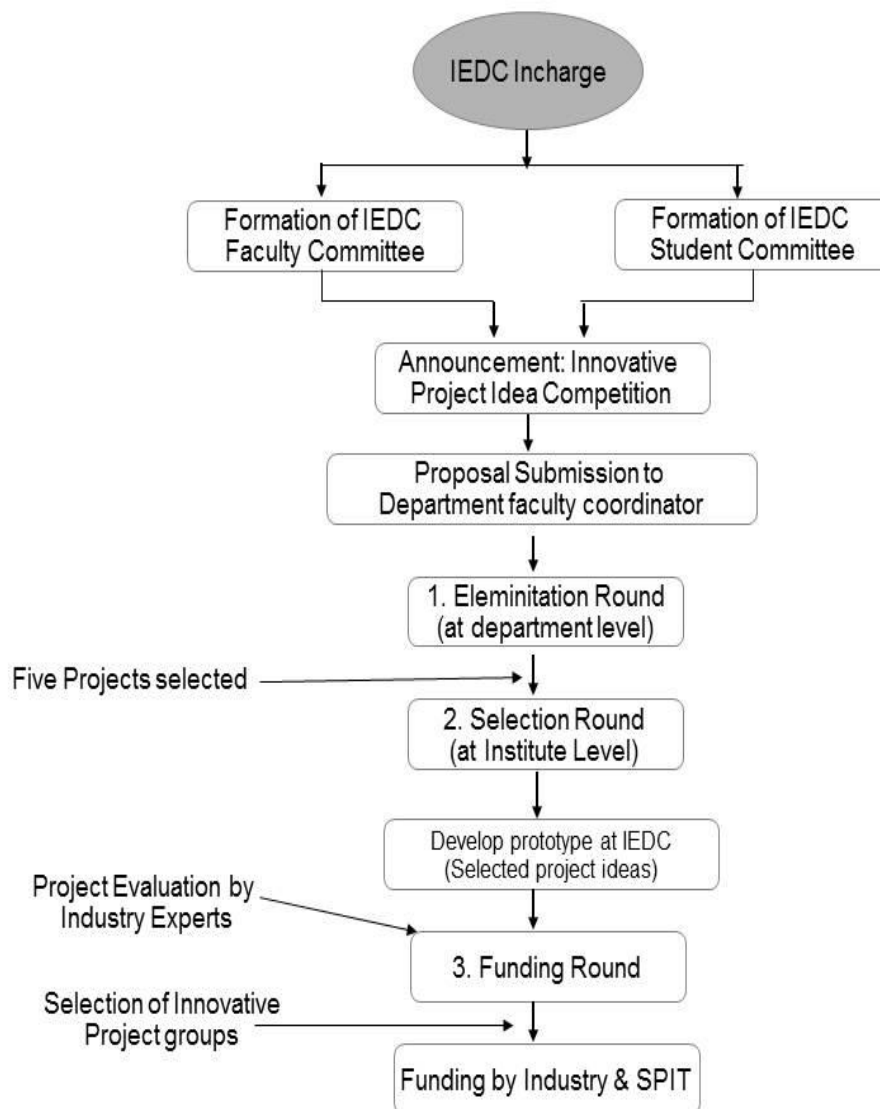 IEDC Incharge
Formation of IEDC
Faculty Committee
Formation of IEDC
Student Committee
Announcement: Innovative
Project Idea Competition
Proposal Submission to
Department faculty coordinator
1. Eleminitation Round
(at department level)
Five Projects selected
2. Selection Round
(at Institute Level)
Develop prototype at IEDC
(Selected project ideas)
Project Evaluation by
Industry Experts
3. Funding Round
Selection of Innovative
Project groups
Funding by Industry & SPIT